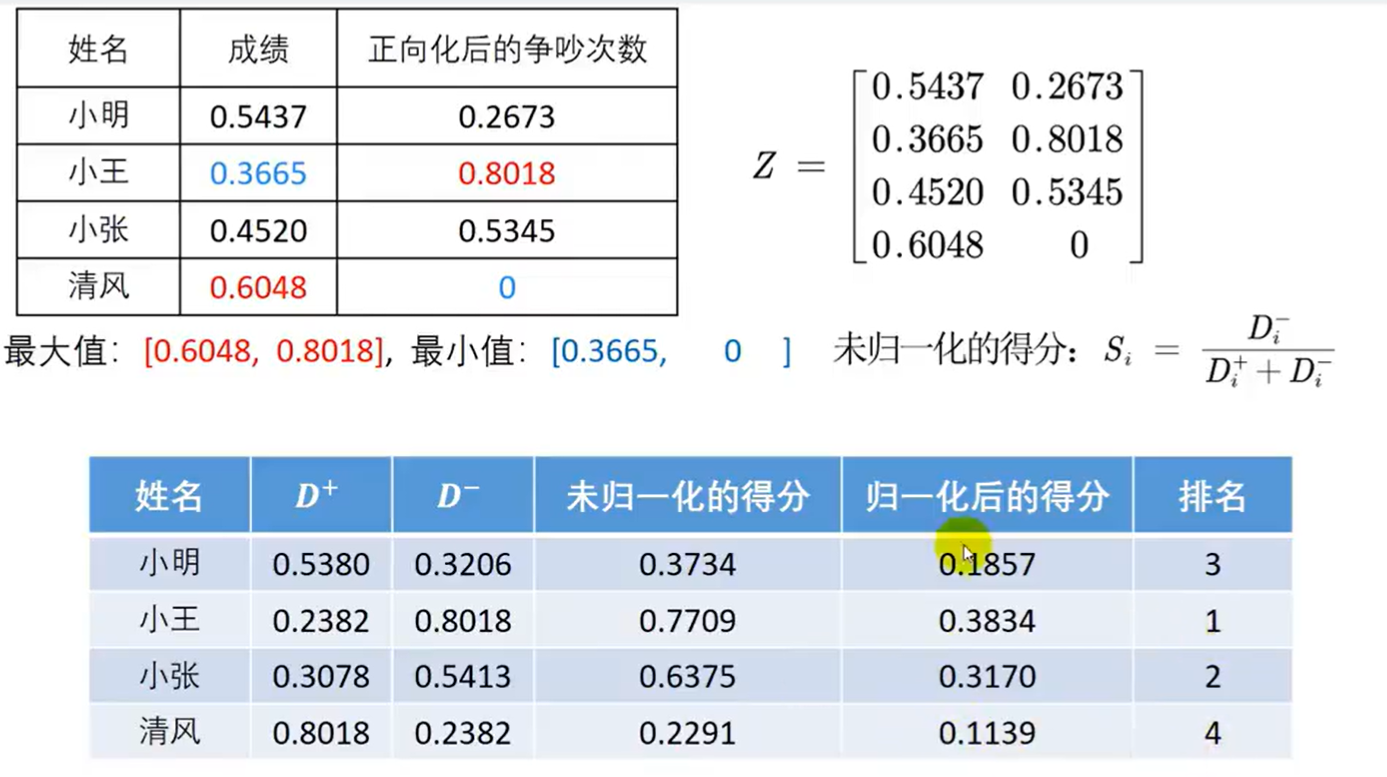 姓名 成绩 正向化后的争吵次数
小明 0.5437 0.2673
小王 0.3665 0.8018
小张 0.4520 0.5345
清风 0.6048 0
Z = [0.5437 0.2673
0.3665 0.8018
0.4520 0.5345
0.6048 0]
最大值：[0.6048, 0.8018], 最小值：[0.3665, 0 ]
未归一化的得分：S_i = D_i^- / (D_i^+ + D_i^-)
姓名 D^+ D^- 未归一化的得分 归一化后的得分 排名
小明 0.5380 0.3206 0.3734 0.1857 3
小王 0.2382 0.8018 0.7709 0.3834 1
小张 0.3078 0.5413 0.6375 0.3170 2
清风 0.8018 0.2382 0.2291 0.1139 4